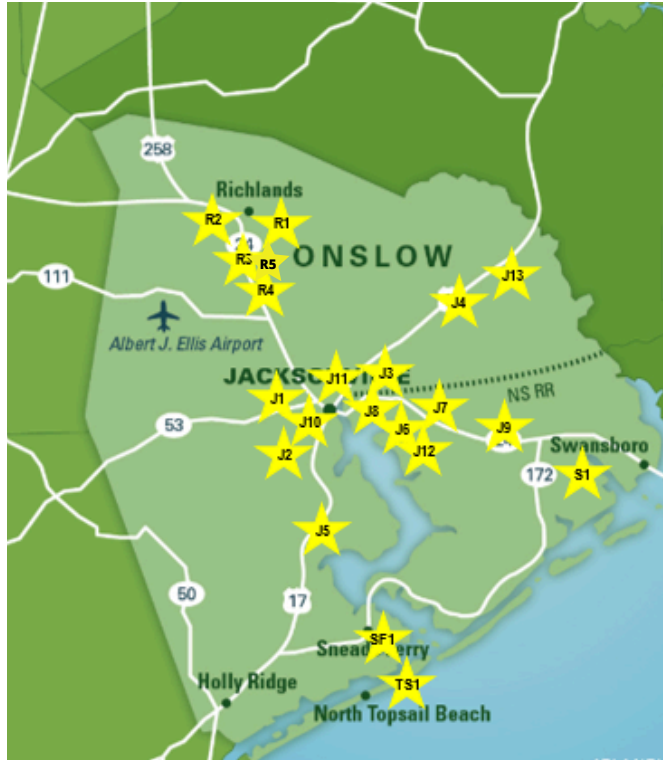 258
Richlands
R2
R1
24
R3
R5
ONSLOW
R4
111
J13
J4
Albert J. Ellis Airport
J11
J3
JACKSONVILLE
NS RR
J1
J8
J7
53
J10
J6
J9
J12
Swansboro
J2
172
S1
J5
50
17
SF1
Sneads Ferry
TS1
Holly Ridge
North Topsail Beach